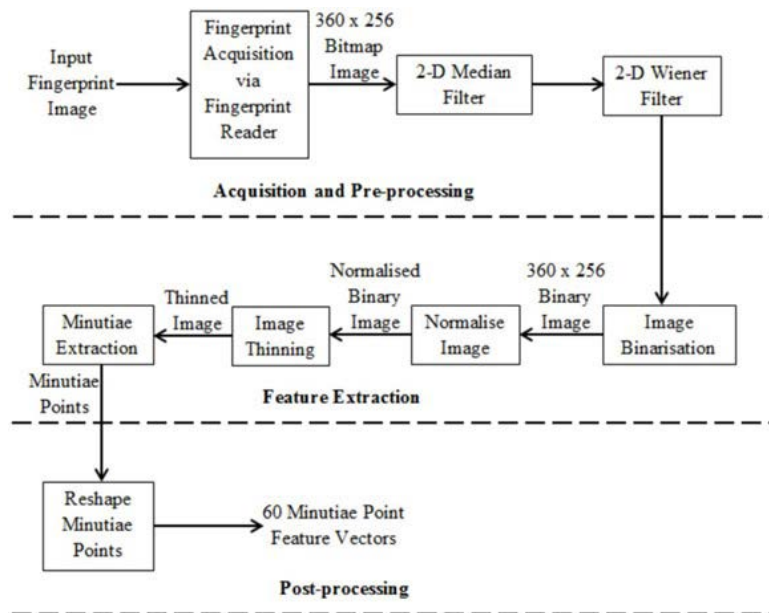 Input
Fingerprint
Image
Fingerprint
Acquisition
via
Fingerprint
Reader
360 x 256
Bitmap
Image
2-D Median
Filter
2-D Wiener
Filter
Acquisition and Pre-processing
Image
Binarisation
360 x 256
Binary
Image
Normalise
Image
Normalised
Binary
Image
Image
Thinning
Thinned
Image
Minutiae
Extraction
Minutiae
Points
Feature Extraction
Reshape
Minutiae
Points
60 Minutiae Point
Feature Vectors
Post-processing